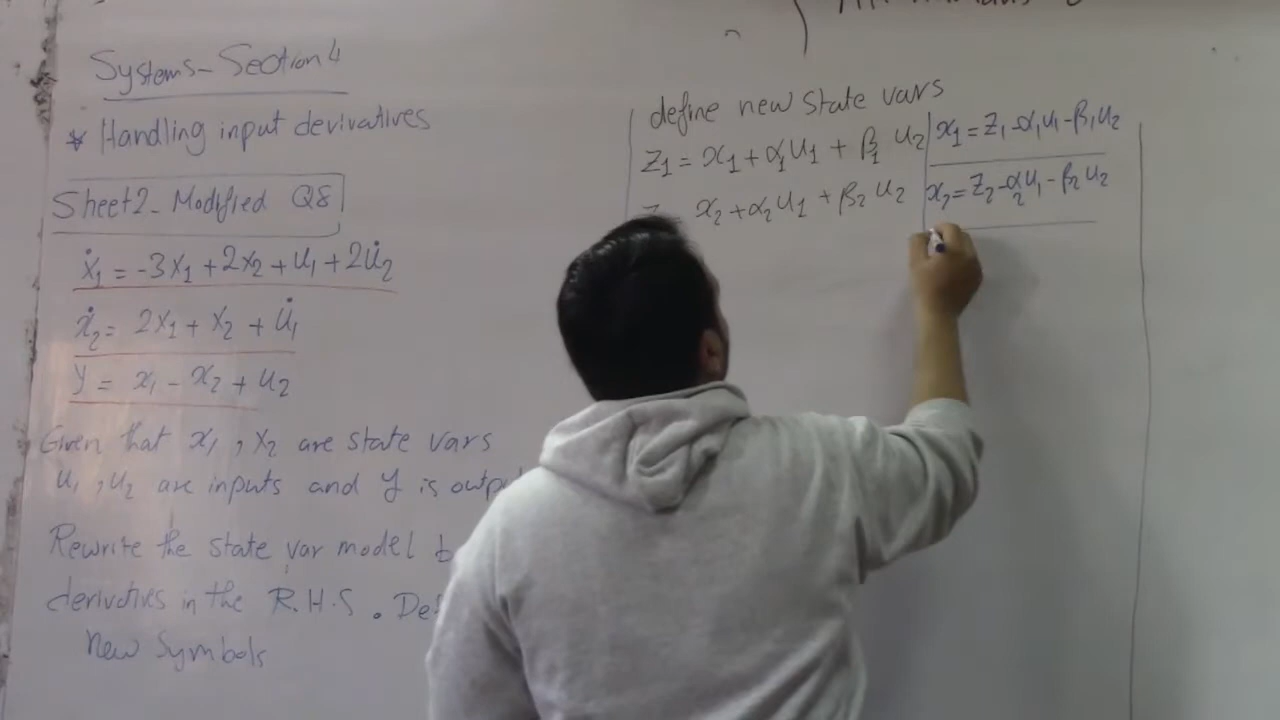 Systems - Section 4
* Handling input derivatives
Sheet2 - Modified Q8
ẋ₁ = -3x₁ + 2x₂ + u₁ + 2u̇₂
ẋ₂ = 2x₁ + x₂ + u̇₁
y = x₁ - x₂ + u₂
Given that x₁, x₂ are state vars
u₁, u₂ are inputs and y is outp
Rewrite the state var model b
derivatives in the R.H.S. De
New Symbols
define new state vars
Z₁ = x₁ + α₁u₁ + β₁ u₂
x₂ + α₂u₁ + β₂ u₂
x₁ = Z₁ - α₁u₁ - β₁u₂
x₂ = Z₂ - α₂u₁ - β₂u₂